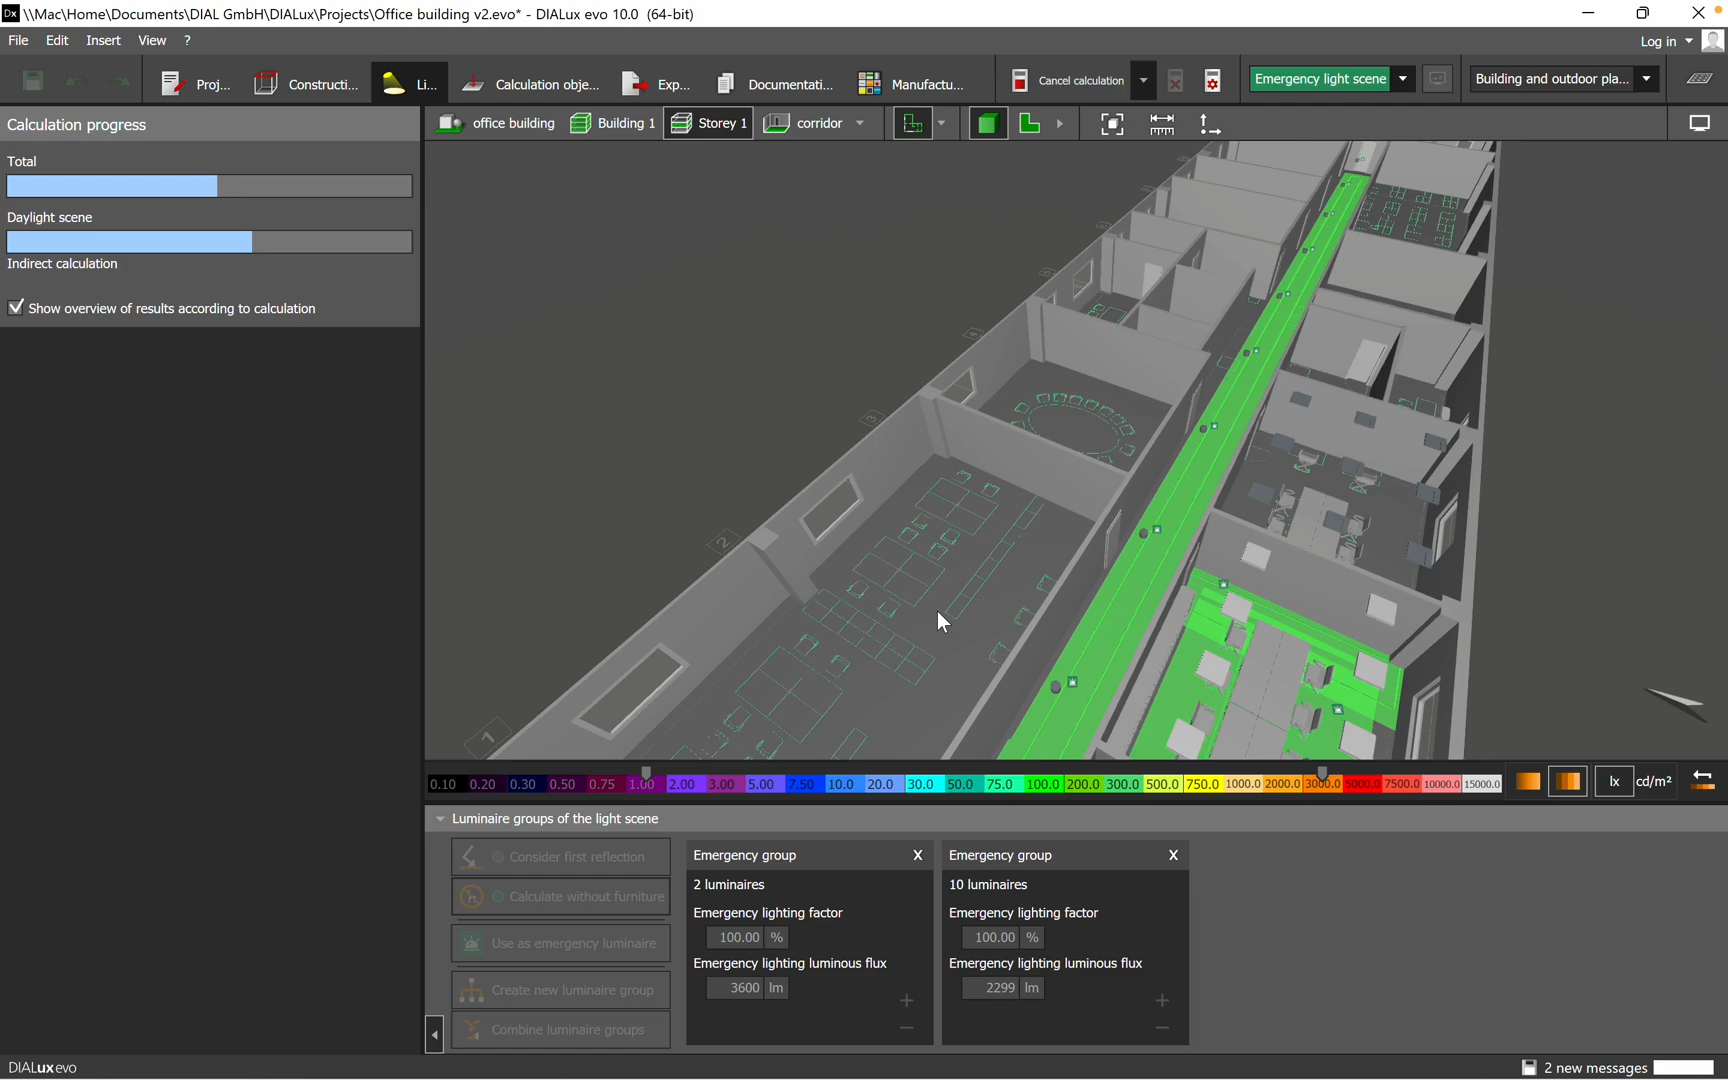 \\Mac\Home\Documents\DIAL GmbH\DIALux\Projects\Office building v2.evo* - DIALux evo 10.0 (64-bit)
File Edit Insert View ?
Log in
Proj... Constructi... Li... Calculation obje... Exp... Documentati... Manufactu... Cancel calculation Emergency light scene Building and outdoor pla...
Calculation progress
office building Building 1 Storey 1 corridor
Total
Daylight scene
Indirect calculation
Show overview of results according to calculation
3
2
1
0.10 0.20 0.30 0.50 0.75 1.00 2.00 3.00 5.00 7.50 10.0 20.0 30.0 50.0 75.0 100.0 200.0 300.0 500.0 750.0 1000.0 2000.0 3000.0 5000.0 7500.0 10000.0 15000.0 lx cd/m²
Luminaire groups of the light scene
Consider first reflection
Calculate without furniture
Use as emergency luminaire
Create new luminaire group
Combine luminaire groups
Emergency group X
2 luminaires
Emergency lighting factor
100.00 %
Emergency lighting luminous flux
3600 lm
Emergency group X
10 luminaires
Emergency lighting factor
100.00 %
Emergency lighting luminous flux
2299 lm
DIALux evo
2 new messages